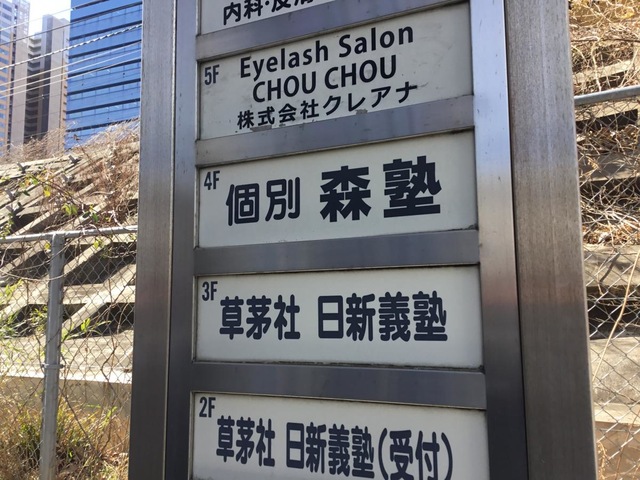 内科・皮膚
5F
Eyelash Salon
CHOU CHOU
株式会社クレアナ
4F
個別 森塾
3F
草茅社 日新義塾
2F
草茅社 日新義塾(受付)